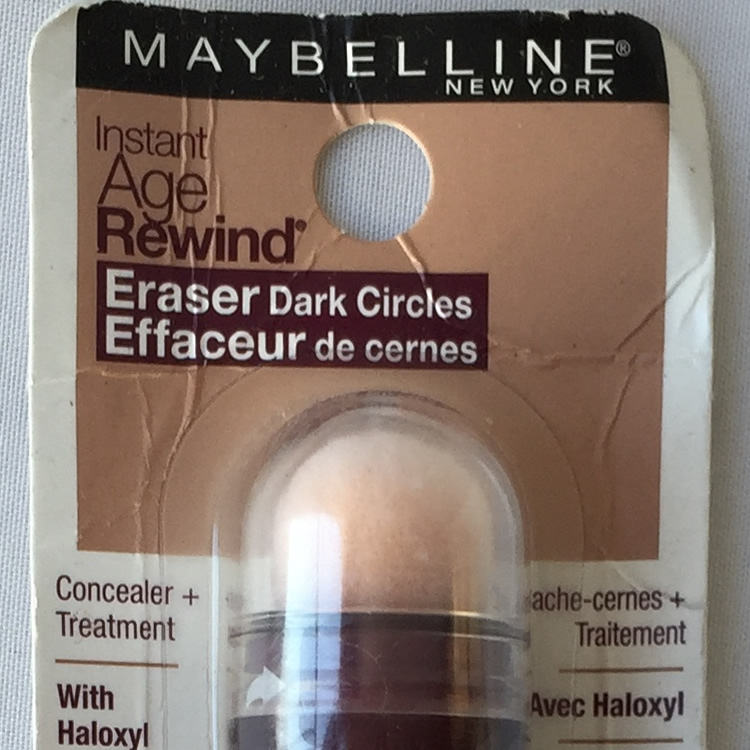 MAYBELLINE®
NEW YORK
Instant
Age
Rewind®
Eraser Dark Circles
Effaceur de cernes
Concealer +
Treatment
With
Haloxyl
ache-cernes +
Traitement
Avec Haloxyl